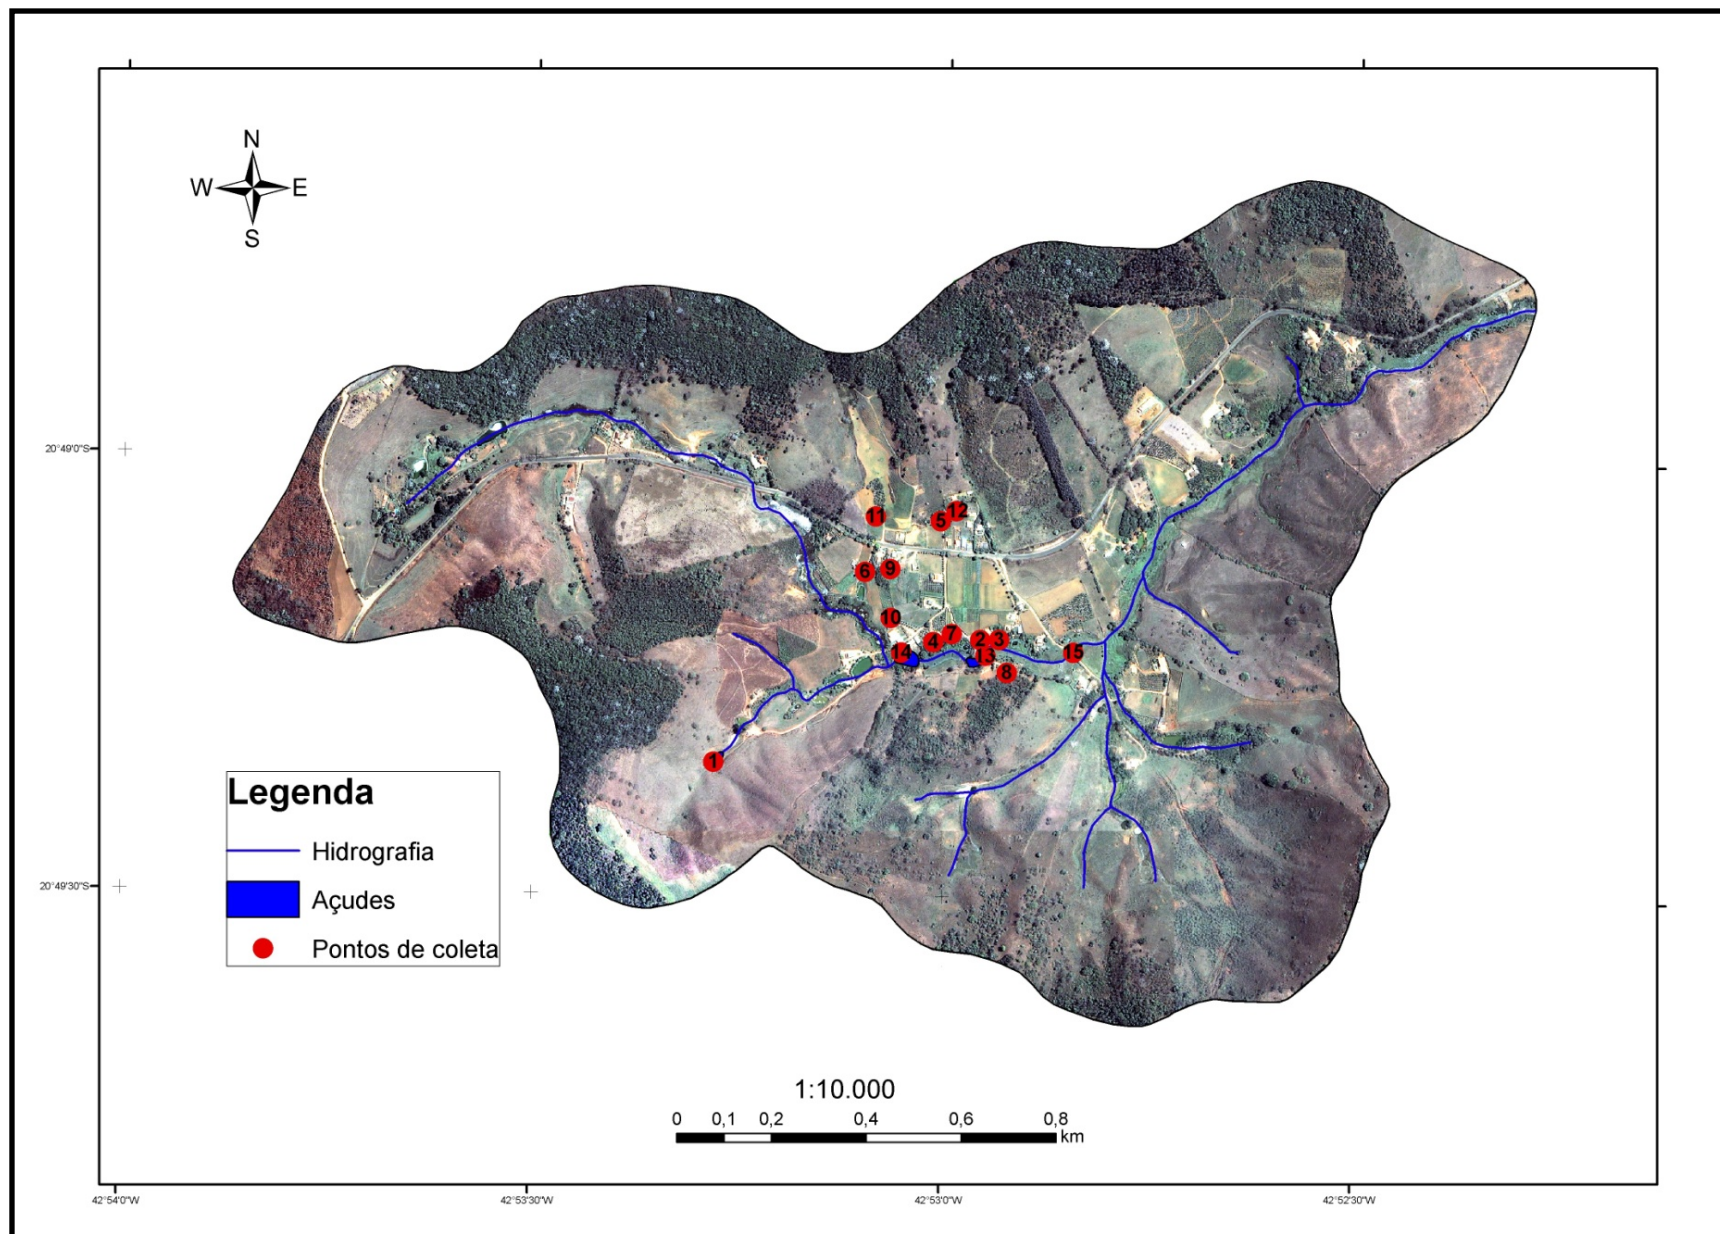 N
W E
S
20°49'0"S
12
11
5
6
9
10
7
4
2
3
14
13
15
8
1
Legenda
Hidrografia
Açudes
Pontos de coleta
20°49'30"S
1:10.000
0 0,1 0,2 0,4 0,6 0,8
km
42°54'0"W 42°53'30"W 42°53'0"W 42°52'30"W